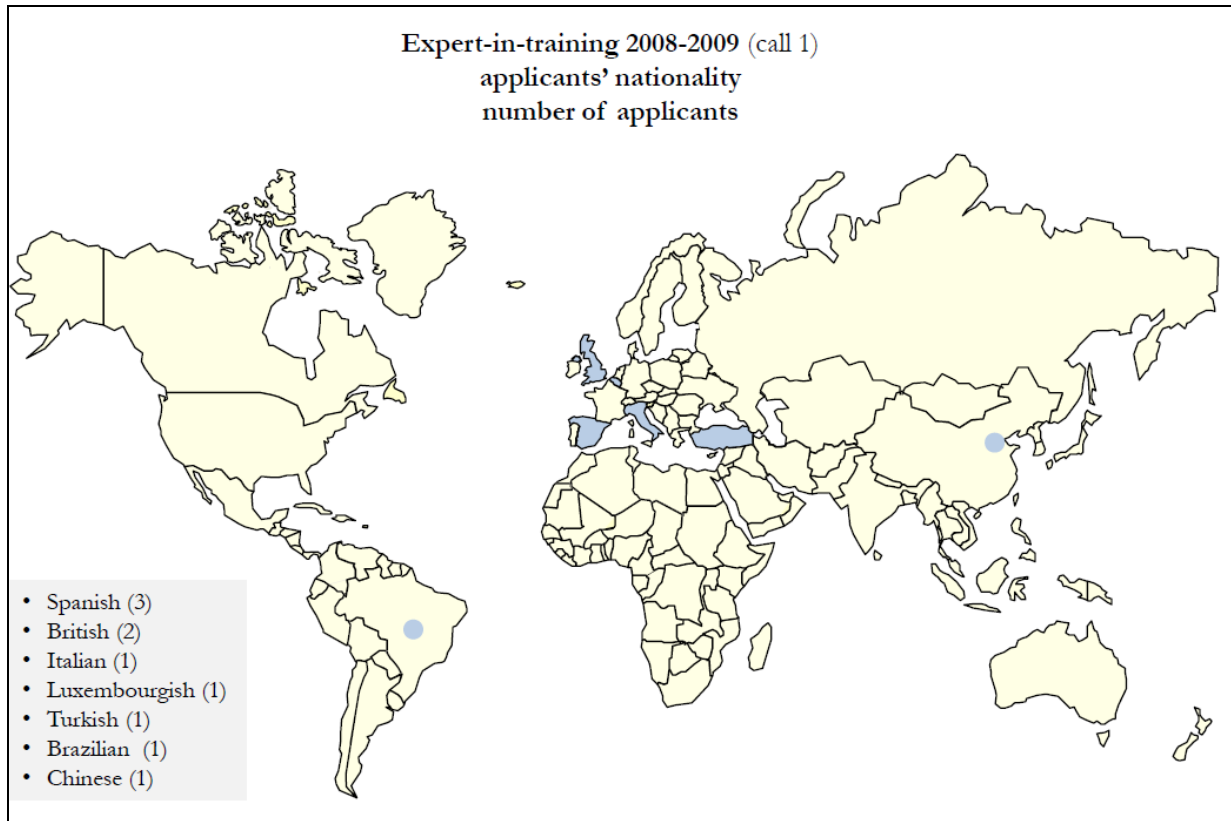 Expert-in-training 2008-2009 (call 1)
applicants’ nationality
number of applicants
• Spanish (3)
• British (2)
• Italian (1)
• Luxembourgish (1)
• Turkish (1)
• Brazilian (1)
• Chinese (1)